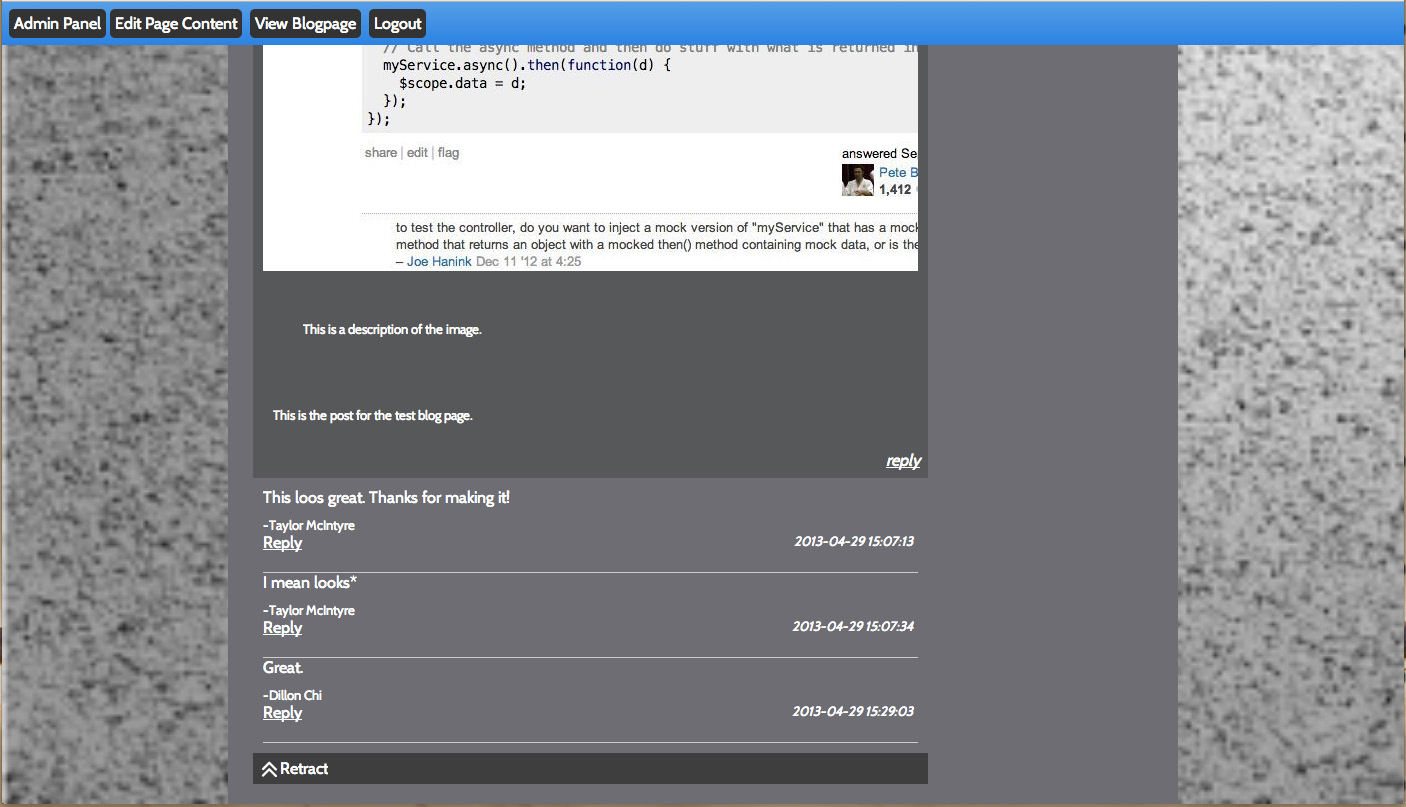 Admin Panel Edit Page Content View Blogpage Logout
// Call the async method and then do stuff with what is returned in
myService.async().then(function(d) {
$scope.data = d;
});
});
share | edit | flag
answered Se
Pete B
1,412
to test the controller, do you want to inject a mock version of "myService" that has a mock
method that returns an object with a mocked then() method containing mock data, or is the
– Joe Hanink Dec 11 '12 at 4:25
This is a description of the image.
This is the post for the test blog page.
reply
This loos great. Thanks for making it!
-Taylor McIntyre
Reply 2013-04-29 15:07:13
I mean looks*
-Taylor McIntyre
Reply 2013-04-29 15:07:34
Great.
-Dillon Chi
Reply 2013-04-29 15:29:03
Retract